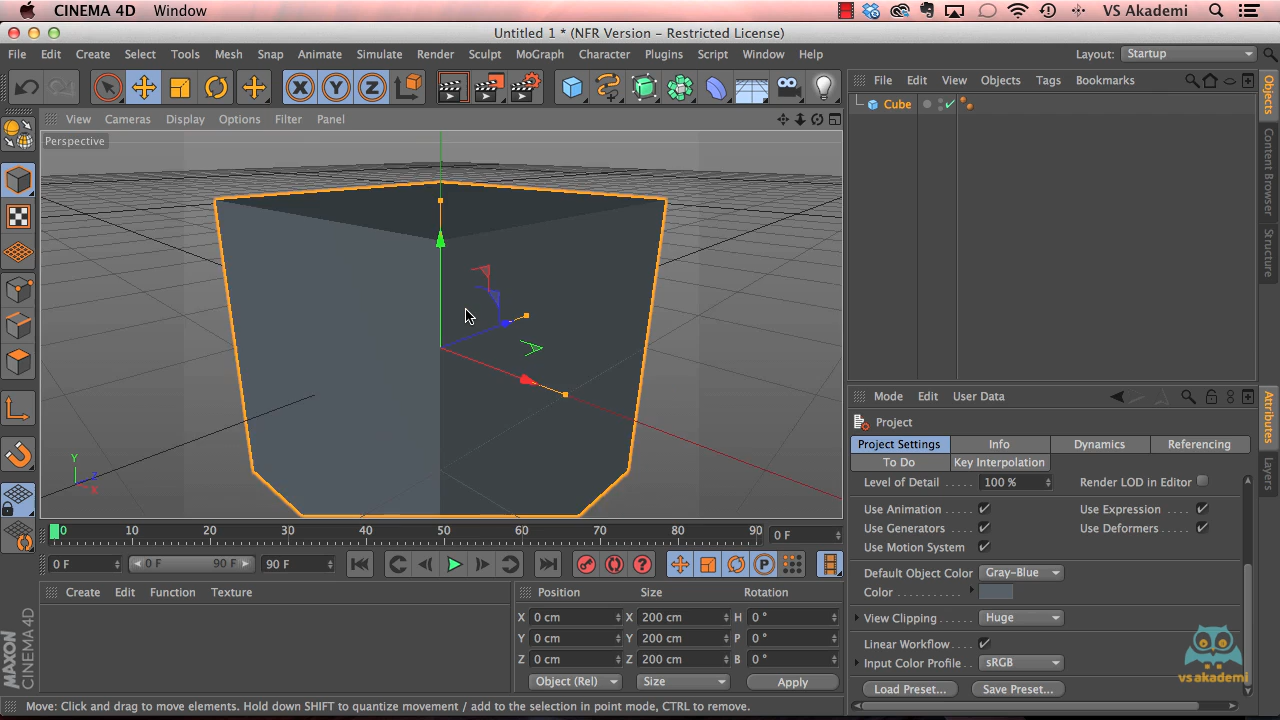 CINEMA 4D Window VS Akademi
Untitled 1 * (NFR Version - Restricted License)
File Edit Create Select Tools Mesh Snap Animate Simulate Render Sculpt MoGraph Character Plugins Script Window Help Layout: Startup
X Y Z
File Edit View Objects Tags Bookmarks
Cube
Objects
Content Browser
Structure
View Cameras Display Options Filter Panel
Perspective
Y
Z
X
Mode Edit User Data
Project
Project Settings Info Dynamics Referencing
To Do Key Interpolation
Level of Detail 100 % Render LOD in Editor
Use Animation Use Expression
Use Generators Use Deformers
Use Motion System
Default Object Color Gray-Blue
Color
View Clipping Huge
Linear Workflow
Input Color Profile sRGB
Load Preset... Save Preset...
Attributes
Layers
vsakademi
0 10 20 30 40 50 60 70 80 90 0 F
0 F 0 F 90 F 90 F P
Create Edit Function Texture
Position Size Rotation
X 0 cm X 200 cm H 0 °
Y 0 cm Y 200 cm P 0 °
Z 0 cm Z 200 cm B 0 °
Object (Rel) Size Apply
MAXON
CINEMA 4D
Move: Click and drag to move elements. Hold down SHIFT to quantize movement / add to the selection in point mode, CTRL to remove.